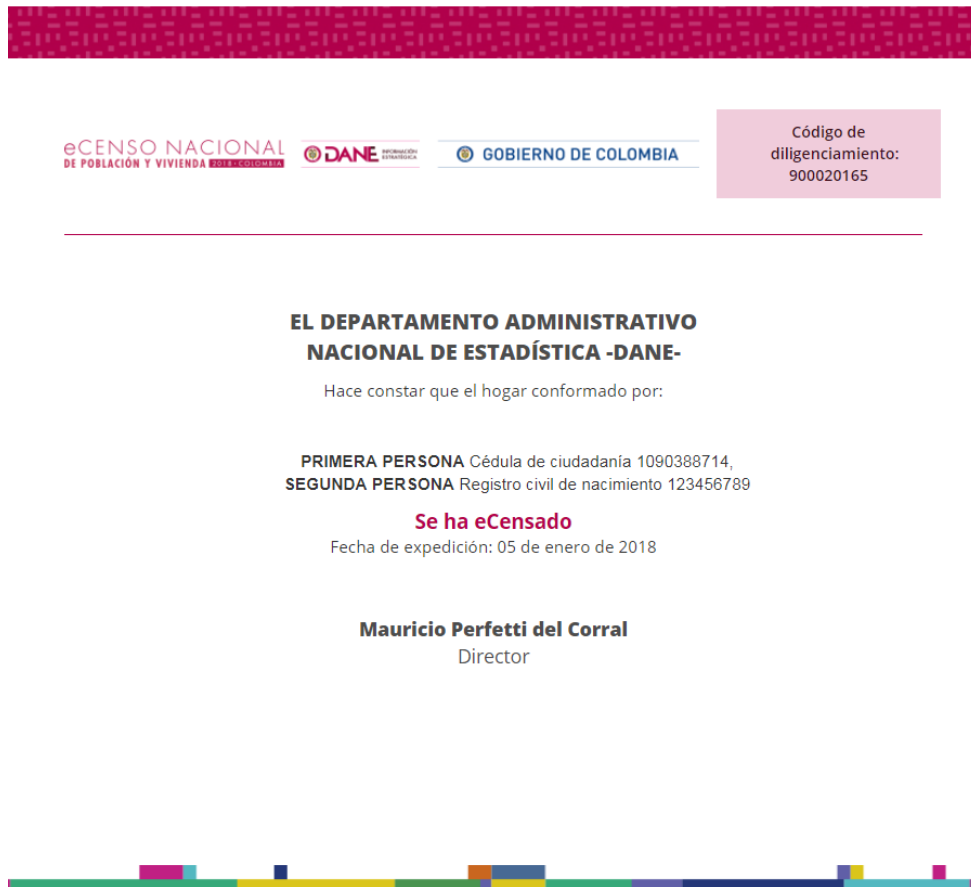 eCENSO NACIONAL
DE POBLACIÓN Y VIVIENDA 2018-COLOMBIA
DANE INFORMACIÓN
ESTRATÉGICA
GOBIERNO DE COLOMBIA
Código de
diligenciamiento:
900020165
EL DEPARTAMENTO ADMINISTRATIVO
NACIONAL DE ESTADÍSTICA -DANE-
Hace constar que el hogar conformado por:
PRIMERA PERSONA Cédula de ciudadanía 1090388714,
SEGUNDA PERSONA Registro civil de nacimiento 123456789
Se ha eCensado
Fecha de expedición: 05 de enero de 2018
Mauricio Perfetti del Corral
Director